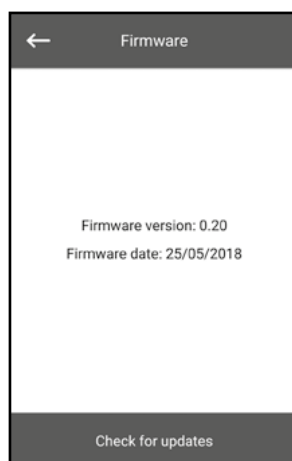 Firmware
Firmware version: 0.20
Firmware date: 25/05/2018
Check for updates